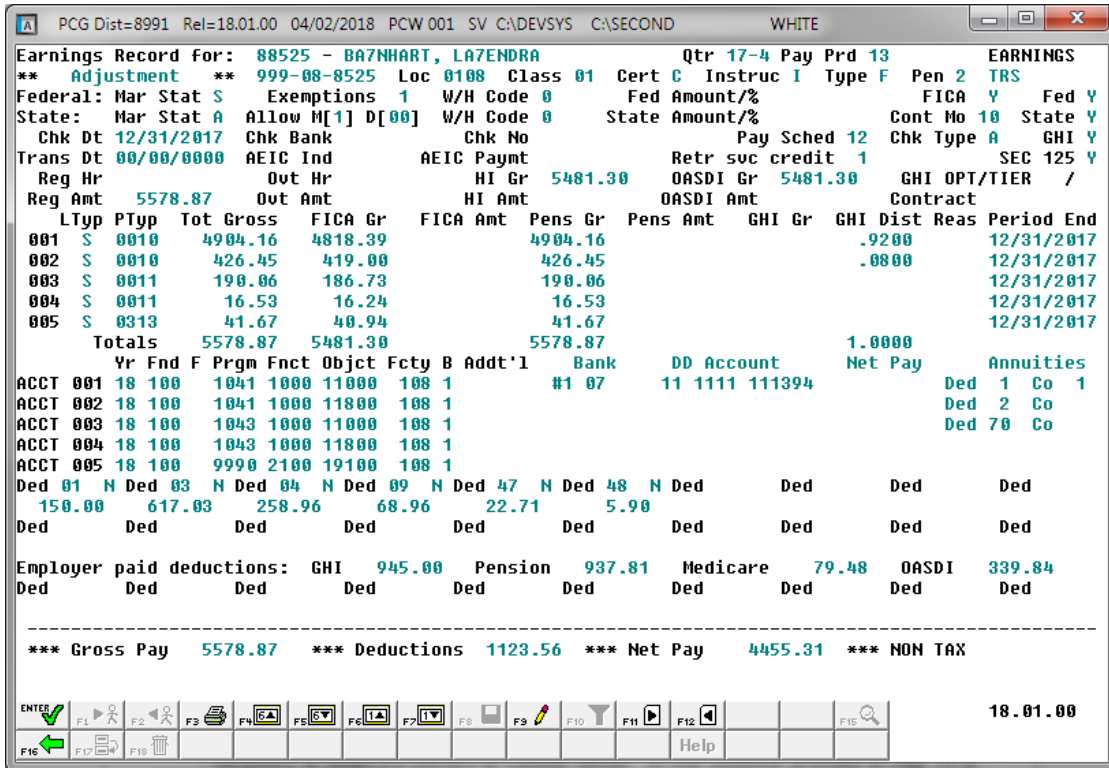 PCG Dist=8991 Rel=18.01.00 04/02/2018 PCW 001 SV C:\DEVSYS C:\SECOND WHITE
Earnings Record for: 88525 - BA7NHART, LA7ENDRA Qtr 17-4 Pay Prd 13 EARNINGS
** Adjustment ** 999-08-8525 Loc 0108 Class 01 Cert C Instruc I Type F Pen 2 TRS
Federal: Mar Stat S Exemptions 1 W/H Code 0 Fed Amount/% FICA Y Fed Y
State: Mar Stat A Allow M[1] D[00] W/H Code 0 State Amount/% Cont Mo 10 State Y
Chk Dt 12/31/2017 Chk Bank Chk No Pay Sched 12 Chk Type A GHI Y
Trans Dt 00/00/0000 AEIC Ind AEIC Paymt Retr svc credit 1 SEC 125 Y
Reg Hr Ovt Hr HI Gr 5481.30 OASDI Gr 5481.30 GHI OPT/TIER /
Reg Amt 5578.87 Ovt Amt HI Amt OASDI Amt Contract
LTyp PTyp Tot Gross FICA Gr FICA Amt Pens Gr Pens Amt GHI Gr GHI Dist Reas Period End
001 S 0010 4904.16 4818.39 4904.16 .9200 12/31/2017
002 S 0010 426.45 419.00 426.45 .0800 12/31/2017
003 S 0011 190.06 186.73 190.06 12/31/2017
004 S 0011 16.53 16.24 16.53 12/31/2017
005 S 0313 41.67 40.94 41.67 12/31/2017
Totals 5578.87 5481.30 5578.87 1.0000
Yr Fnd F Prgm Fnct Objct Fcty B Addt'l Bank DD Account Net Pay Annuities
ACCT 001 18 100 1041 1000 11000 108 1 #1 07 11 1111 111394 Ded 1 Co 1
ACCT 002 18 100 1041 1000 11800 108 1 Ded 2 Co
ACCT 003 18 100 1043 1000 11000 108 1 Ded 70 Co
ACCT 004 18 100 1043 1000 11800 108 1
ACCT 005 18 100 9990 2100 19100 108 1
Ded 01 N Ded 03 N Ded 04 N Ded 09 N Ded 47 N Ded 48 N Ded Ded Ded Ded
150.00 617.03 258.96 68.96 22.71 5.90
Ded Ded Ded Ded Ded Ded Ded Ded Ded Ded
Employer paid deductions: GHI 945.00 Pension 937.81 Medicare 79.48 OASDI 339.84
Ded Ded Ded Ded Ded Ded Ded Ded Ded Ded
*** Gross Pay 5578.87 *** Deductions 1123.56 *** Net Pay 4455.31 *** NON TAX
ENTER F1 F2 F3 F4 6 F5 6 F6 1 F7 1 F8 F9 F10 F11 F12 F15 18.01.00
F16 F17 F18 Help